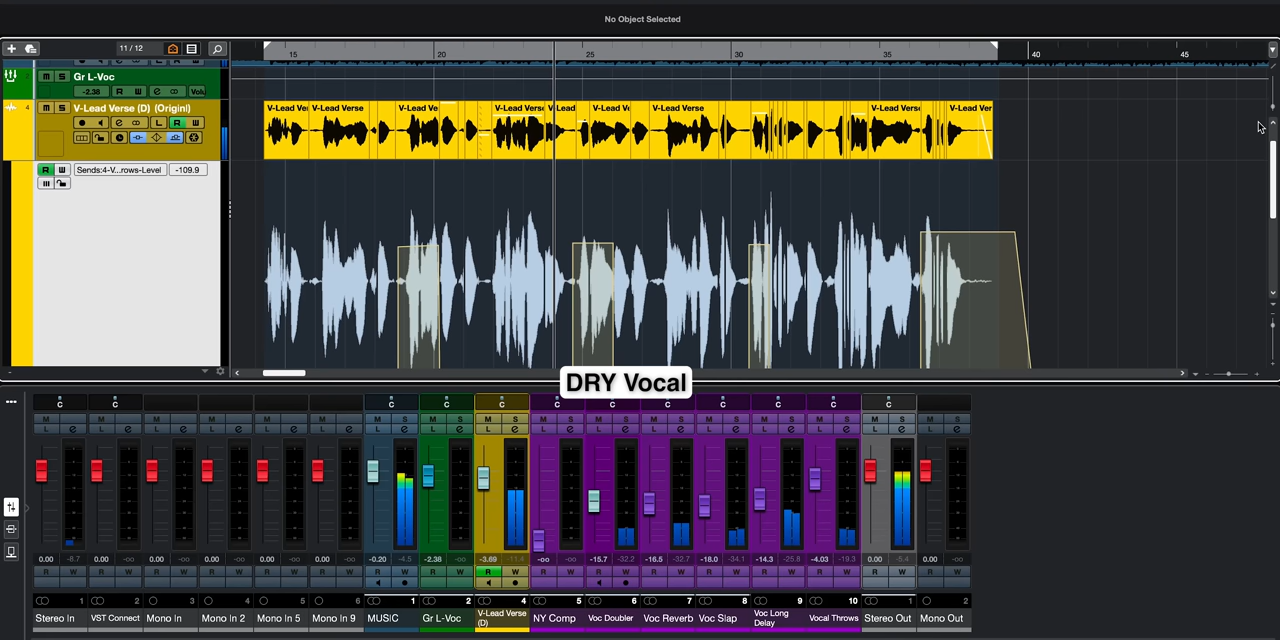 No Object Selected
11 / 12
15 20 25 30 35 40 45
M S Gr L-Voc
-2.38 R W e Volu
4 M S V-Lead Verse (D) (Origin!)
e L R W
V-Lead Ver V-Lead Verse V-Lead Ve V-Lead Verse V-Lead V-Lead Ve V-Lead Verse V-Lead Verse V-Lead Ver
R W Sends:4-V...rows-Level -109.9
DRY Vocal
C C C C C C C C C C C C
M S M S M S M S M S M S M S M S M S M S M S M S M S M S M S M S M S
L e L e L e L e L e L e L e L e L e L e L e L e L e L e L e L e L e
0.00 -8.7 0.00 -oo 0.00 -oo 0.00 -oo 0.00 -oo 0.00 -oo -0.20 -4.5 -2.38 -oo -3.69 -11.4 -oo -oo -15.7 -32.2 -16.5 -32.7 -18.0 -34.1 -14.3 -25.8 -4.03 -19.3 0.00 -5.4 0.00 -oo
R W R W R W R W R W R W R W R W R W R W R W R W R W R W R W R W R W
1 2 3 4 5 6 1 2 4 5 6 7 8 9 10 1 2
Stereo In VST Connect Mono In Mono In 2 Mono In 5 Mono In 9 MUSIC Gr L-Voc V-Lead Verse (D) NY Comp Voc Doubler Voc Reverb Voc Slap Voc Long Delay Vocal Throws Stereo Out Mono Out